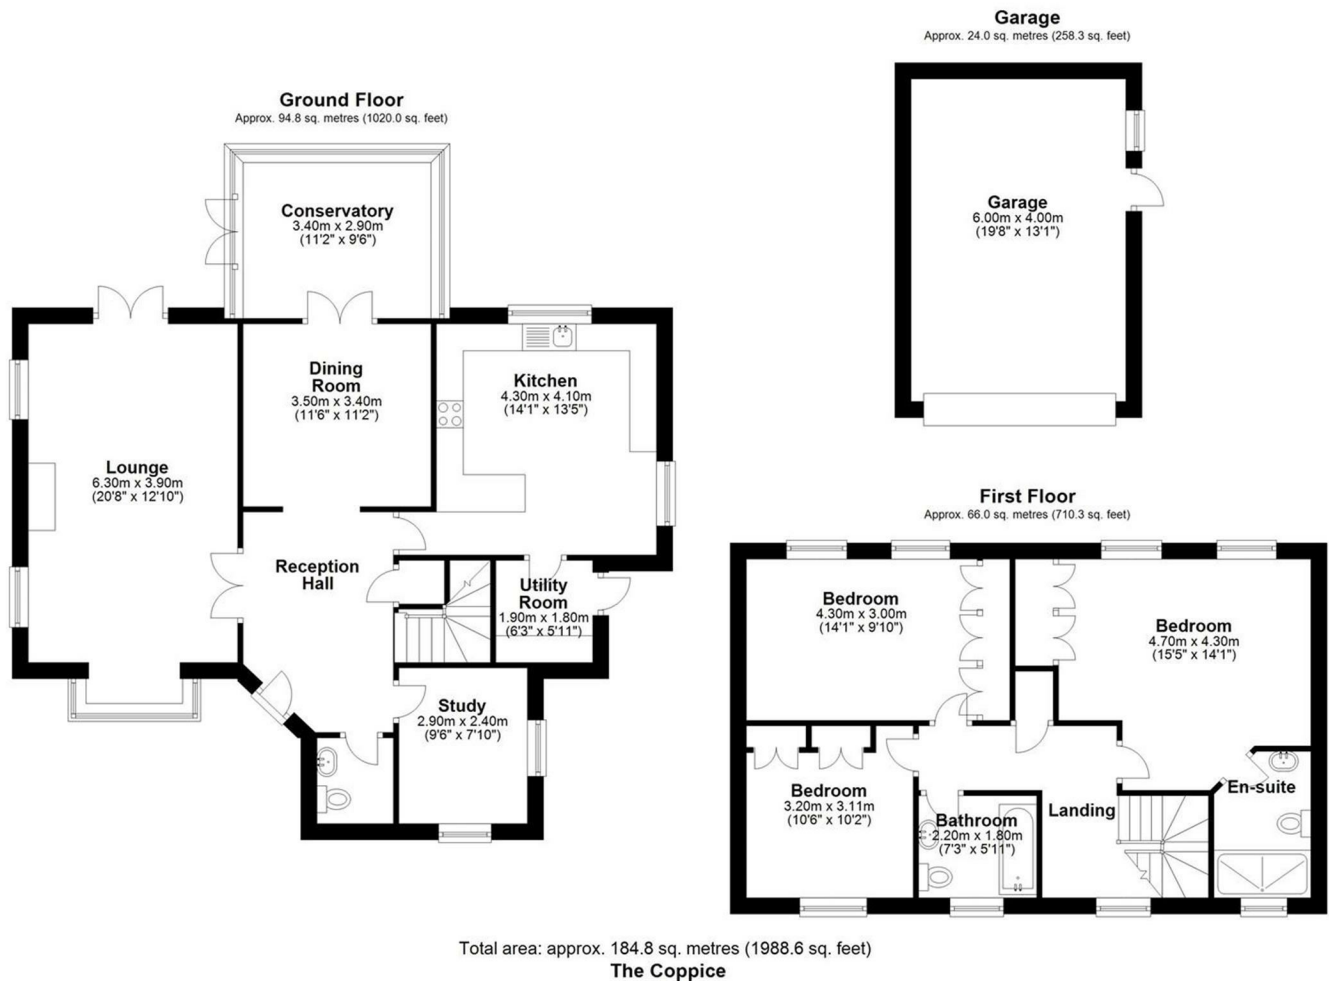 Garage
Approx. 24.0 sq. metres (258.3 sq. feet)
Garage
6.00m x 4.00m
(19'8" x 13'1")
Ground Floor
Approx. 94.8 sq. metres (1020.0 sq. feet)
Conservatory
3.40m x 2.90m
(11'2" x 9'6")
Dining
Room
3.50m x 3.40m
(11'6" x 11'2")
Kitchen
4.30m x 4.10m
(14'1" x 13'5")
Lounge
6.30m x 3.90m
(20'8" x 12'10")
Reception
Hall
Utility
Room
1.90m x 1.80m
(6'3" x 5'11")
Study
2.90m x 2.40m
(9'6" x 7'10")
First Floor
Approx. 66.0 sq. metres (710.3 sq. feet)
Bedroom
4.30m x 3.00m
(14'1" x 9'10")
Bedroom
4.70m x 4.30m
(15'5" x 14'1")
Bedroom
3.20m x 3.11m
(10'6" x 10'2")
Bathroom
2.20m x 1.80m
(7'3" x 5'11")
Landing
En-suite
Total area: approx. 184.8 sq. metres (1988.6 sq. feet)
The Coppice